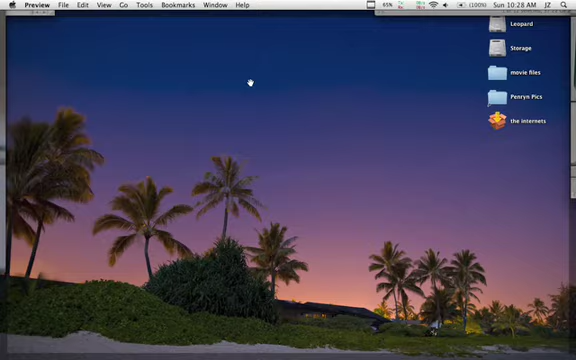 Preview File Edit View Go Tools Bookmarks Window Help 65% (100%) Sun 10:28 AM JZ
Leopard
Storage
movie files
Penryn Pics
the internets